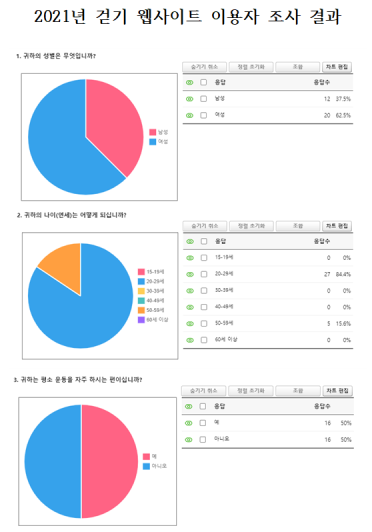 2021년 걷기 웹사이트 이용자 조사 결과
1. 귀하의 성별은 무엇입니까?
숨기기 취소 정렬 초기화 조합 차트 편집
응답 응답수
남성 12 37.5%
여성 20 62.5%
남성
여성
2. 귀하의 나이(연세)는 어떻게 되십니까?
숨기기 취소 정렬 초기화 조합 차트 편집
응답 응답수
15-19세 0 0%
20-29세 27 84.4%
30-39세 0 0%
40-49세 0 0%
50-59세 5 15.6%
60세 이상 0 0%
15-19세
20-29세
30-39세
40-49세
50-59세
60세 이상
3. 귀하는 평소 운동을 자주 하시는 편이십니까?
숨기기 취소 정렬 초기화 조합 차트 편집
응답 응답수
예 16 50%
아니오 16 50%
예
아니오